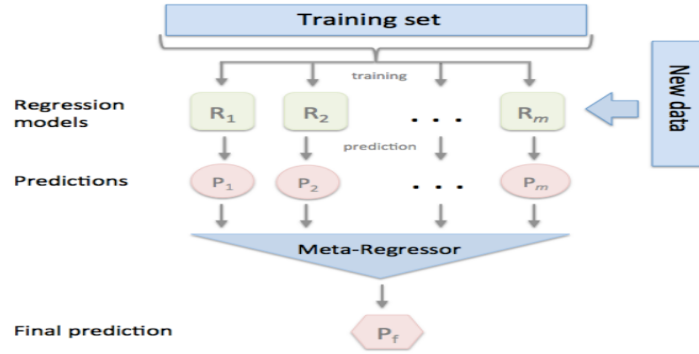 Training set
training
Regression
models
R1
R2
. . .
Rm
New data
prediction
Predictions
P1
P2
. . .
Pm
Meta-Regressor
Final prediction
Pf